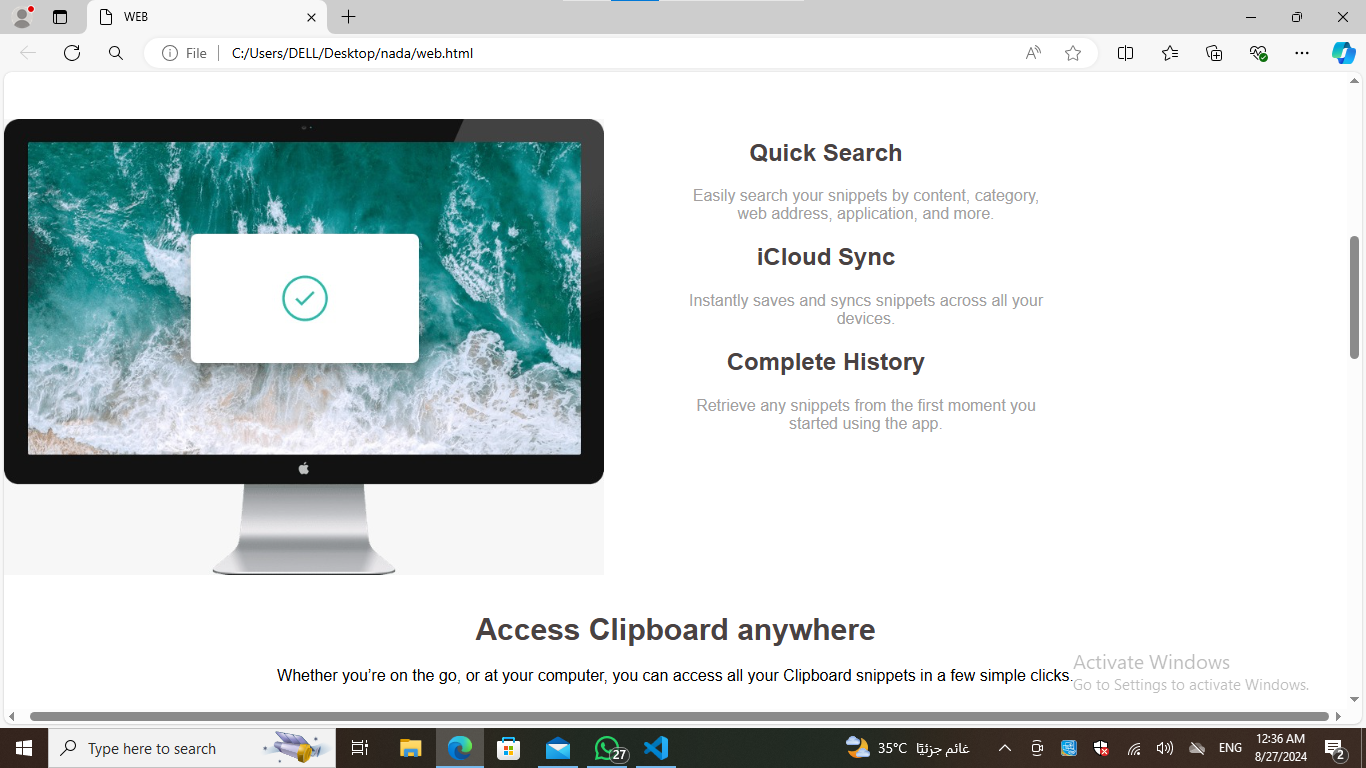 WEB
File
C:/Users/DELL/Desktop/nada/web.html
Quick Search
Easily search your snippets by content, category,
web address, application, and more.
iCloud Sync
Instantly saves and syncs snippets across all your
devices.
Complete History
Retrieve any snippets from the first moment you
started using the app.
Access Clipboard anywhere
Whether you’re on the go, or at your computer, you can access all your Clipboard snippets in a few simple clicks.
Activate Windows
Go to Settings to activate Windows.
Type here to search
27
35°C غائم جزئيًا
ENG
12:36 AM
8/27/2024
2